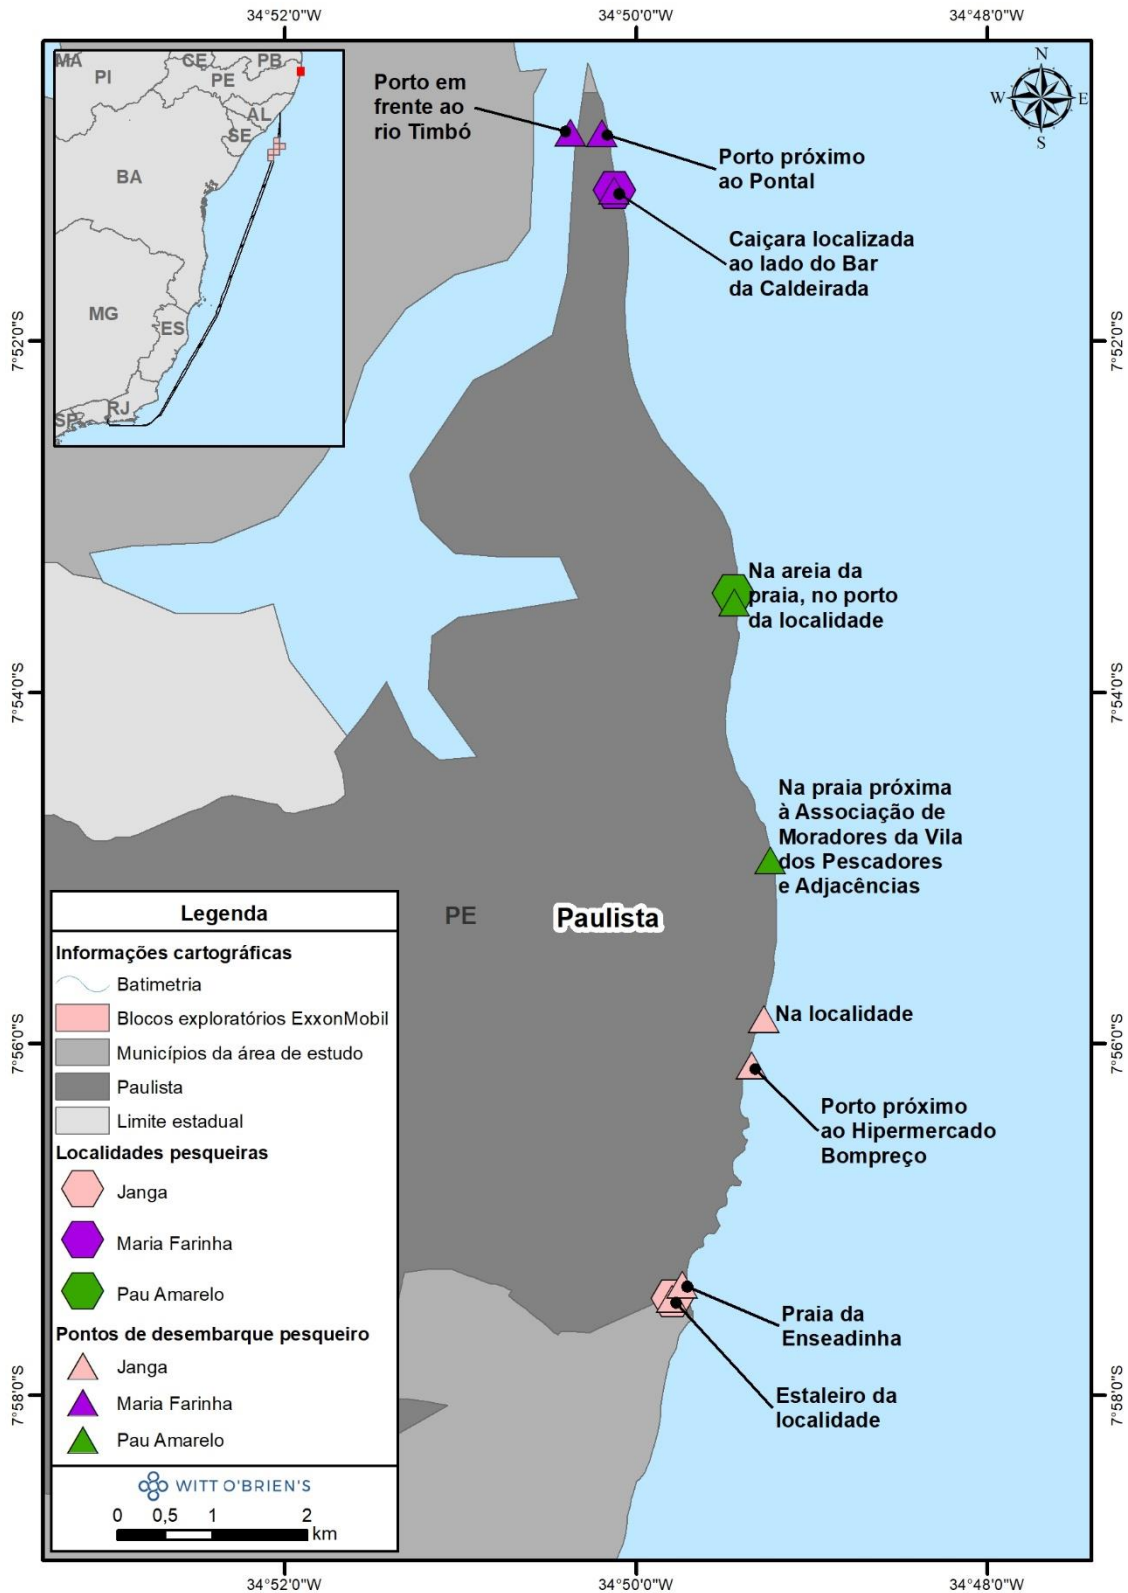 34°52'0"W
34°50'0"W
34°48'0"W
MA
PI
CE
PB
PE
AL
SE
BA
MG
ES
RJ
SP
N
W
E
S
Porto em
frente ao
rio Timbó
Porto próximo
ao Pontal
Caiçara localizada
ao lado do Bar
da Caldeirada
7°52'0"S
7°52'0"S
Na areia da
praia, no porto
da localidade
7°54'0"S
7°54'0"S
Na praia próxima
à Associação de
Moradores da Vila
dos Pescadores
e Adjacências
PE
Paulista
Na localidade
7°56'0"S
7°56'0"S
Porto próximo
ao Hipermercado
Bompreço
Praia da
Enseadinha
Estaleiro da
localidade
7°58'0"S
7°58'0"S
Legenda
Informações cartográficas
Batimetria
Blocos exploratórios ExxonMobil
Municípios da área de estudo
Paulista
Limite estadual
Localidades pesqueiras
Janga
Maria Farinha
Pau Amarelo
Pontos de desembarque pesqueiro
Janga
Maria Farinha
Pau Amarelo
WITT O'BRIEN'S
0 0,5 1 2
km
34°52'0"W
34°50'0"W
34°48'0"W